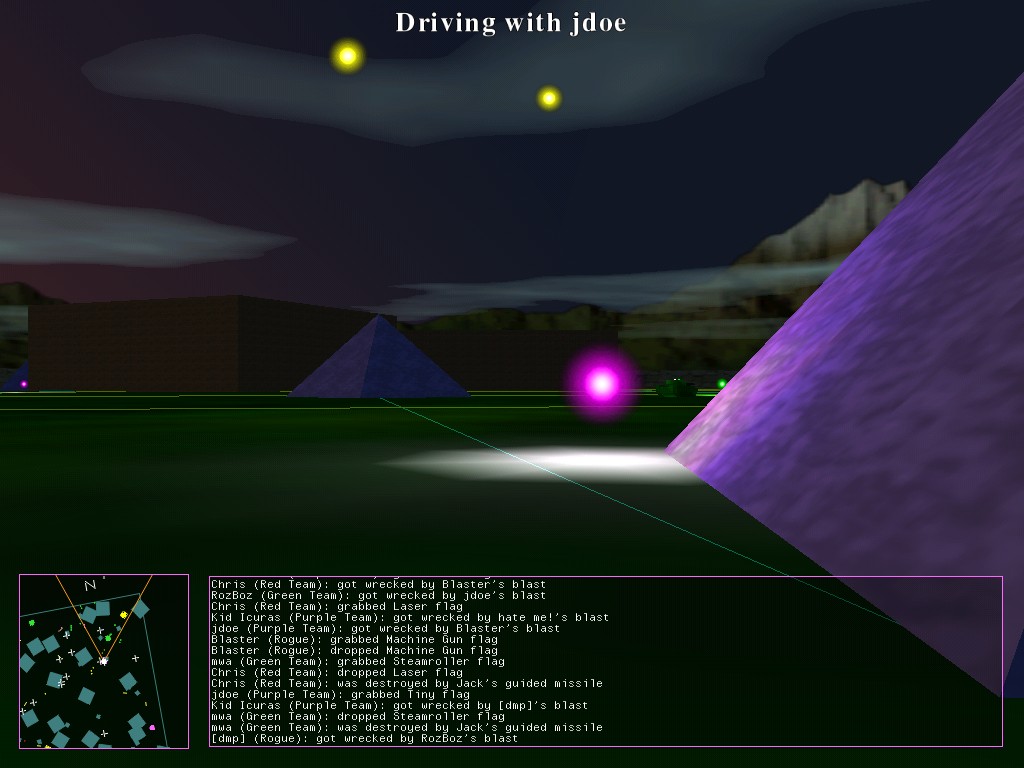 Driving with jdoe
N
Chris (Red Team): got wrecked by Blaster's blast
RozBoz (Green Team): got wrecked by jdoe's blast
Chris (Red Team): grabbed Laser flag
Kid Icuras (Purple Team): got wrecked by hate me!'s blast
jdoe (Purple Team): got wrecked by Blaster's blast
Blaster (Rogue): grabbed Machine Gun flag
Blaster (Rogue): dropped Machine Gun flag
mwa (Green Team): grabbed Steamroller flag
Chris (Red Team): dropped Laser flag
Chris (Red Team): was destroyed by Jack's guided missile
jdoe (Purple Team): grabbed Tiny flag
Kid Icuras (Purple Team): got wrecked by [dmp]'s blast
mwa (Green Team): dropped Steamroller flag
mwa (Green Team): was destroyed by Jack's guided missile
[dmp] (Rogue): got wrecked by RozBoz's blast